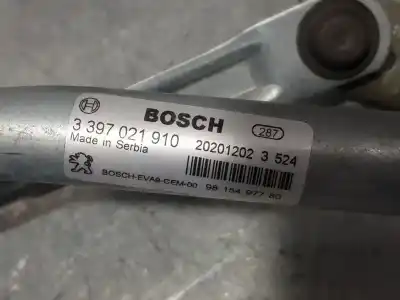 BOSCH
287
3 397 021 910
20201202 3 524
Made in Serbia
BOSCH-EVA9-CEM-00
98 154 977 80